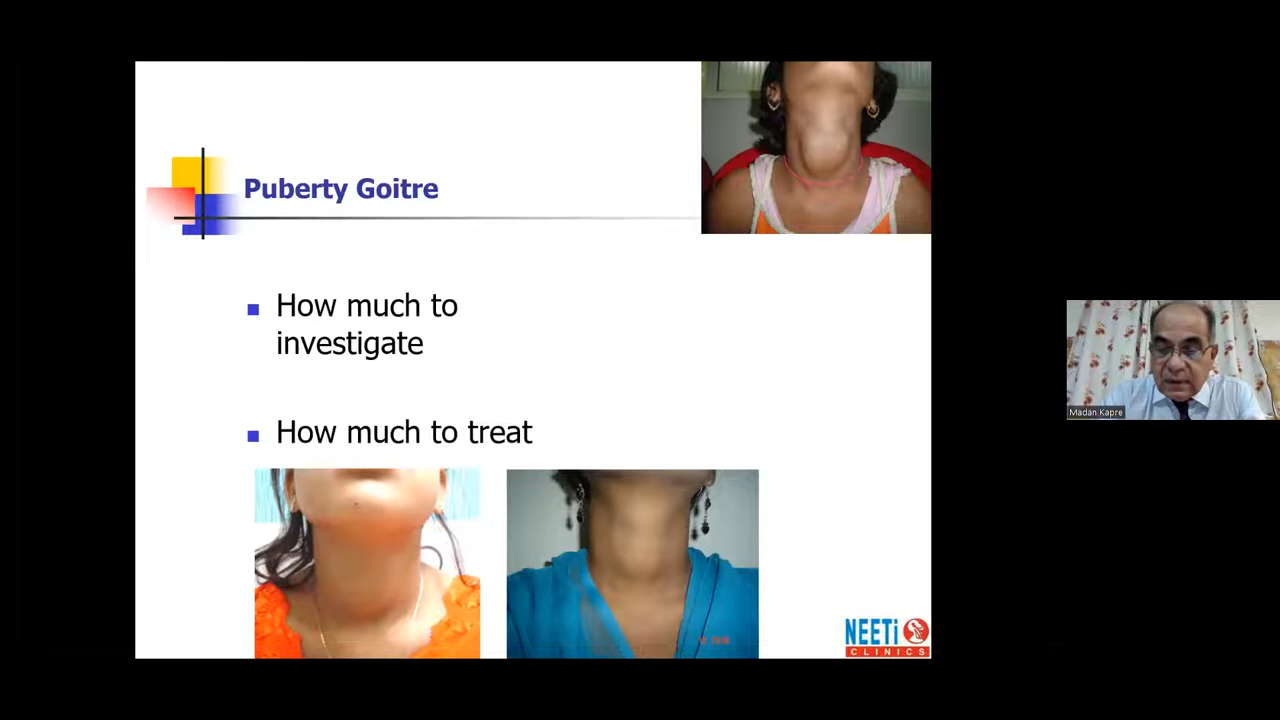 Puberty Goitre
How much to
investigate
How much to treat
NEETi
CLINICS
Madan Kapre